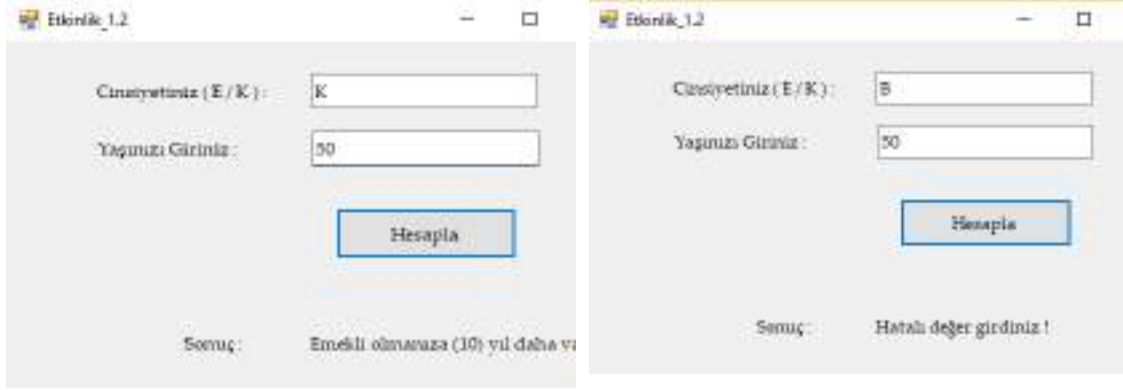 Etkinlik_1.2
Cinsiyetiniz ( E / K ) :
K
Yaşınızı Giriniz :
50
Hesapla
Sonuç :
Emekli olmanıza (10) yıl daha va
Etkinlik_1.2
Cinsiyetiniz ( E / K ) :
B
Yaşınızı Giriniz :
50
Hesapla
Sonuç :
Hatalı değer girdiniz !